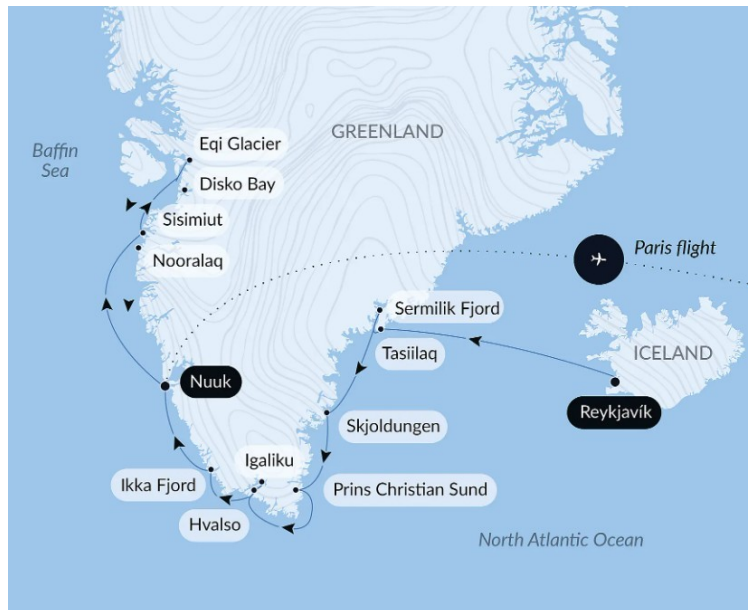 GREENLAND
Baffin
Sea
Eqi Glacier
Disko Bay
Sisimiut
Nooralaq
Paris flight
Sermilik Fjord
Tasiilaq
ICELAND
Nuuk
Reykjavík
Skjoldungen
Igaliku
Ikka Fjord
Prins Christian Sund
Hvalso
North Atlantic Ocean